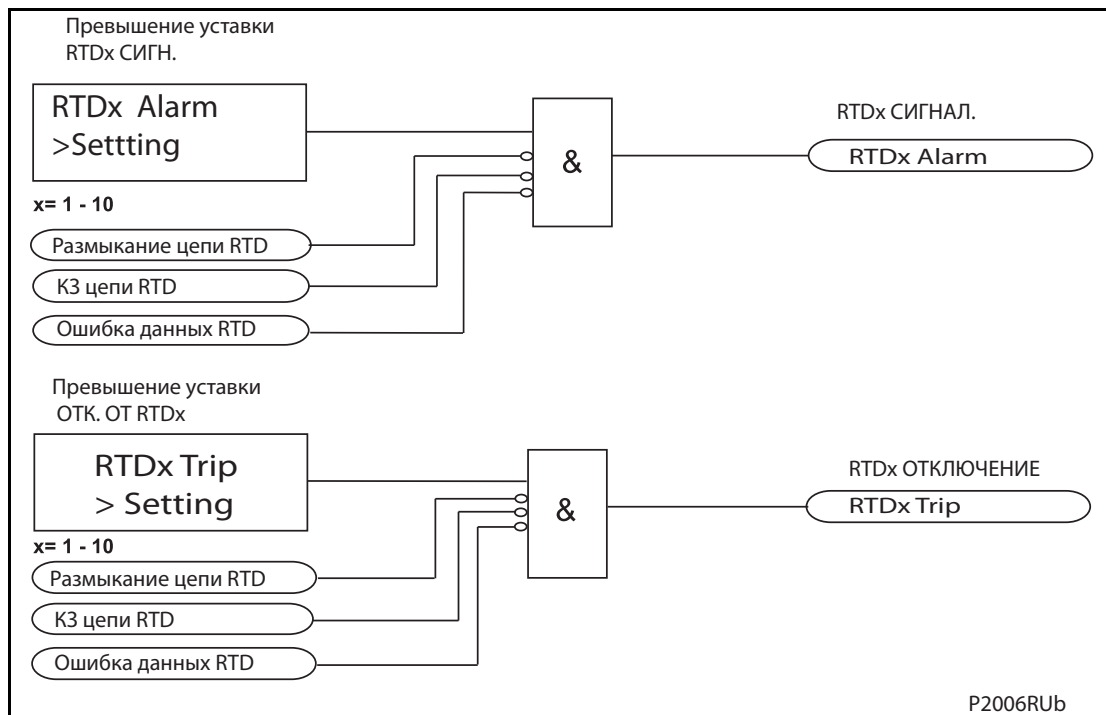 Превышение уставки
RTDx СИГН.
RTDx Alarm
>Settting
x= 1 - 10
Размыкание цепи RTD
КЗ цепи RTD
Ошибка данных RTD
&
RTDx СИГНАЛ.
RTDx Alarm
Превышение уставки
ОТК. ОТ RTDx
RTDx Trip
> Setting
x= 1 - 10
Размыкание цепи RTD
КЗ цепи RTD
Ошибка данных RTD
&
RTDx ОТКЛЮЧЕНИЕ
RTDx Trip
P2006RUb